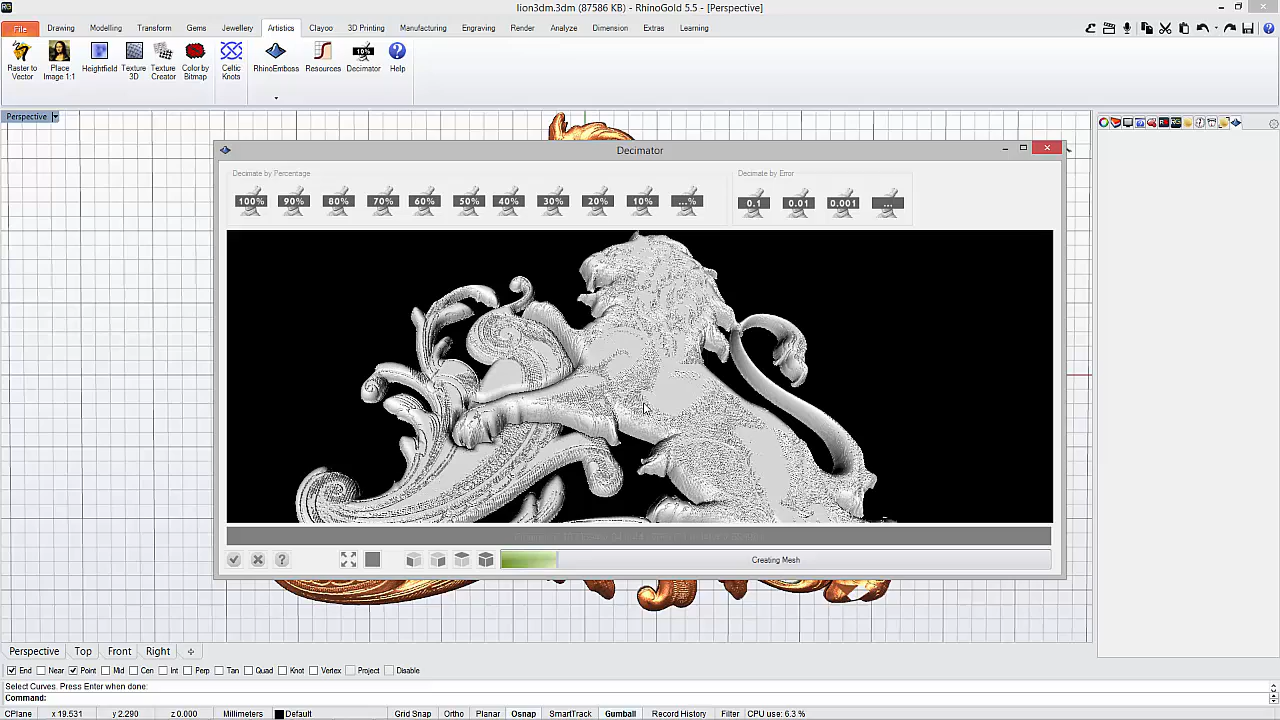 RG
lion3dm.3dm (87586 KB) - RhinoGold 5.5 - [Perspective]
File Drawing Modelling Transform Gems Jewellery Artistics Clayoo 3D Printing Manufacturing Engraving Render Analyze Dimension Extras Learning
Raster to Vector
Place Image 1:1
Heightfield
Texture 3D
Texture Creator
Color by Bitmap
Celtic Knots
RhinoEmboss
Resources
10%
Decimator
Help
Perspective
Decimator
Decimate by Percentage
Decimate by Error
100% 90% 80% 70% 60% 50% 40% 30% 20% 10% ...%
0.1 0.01 0.001 ...
Creating Mesh
Perspective Top Front Right
End Near Point Mid Cen Int Perp Tan Quad Knot Vertex Project Disable
Select Curves. Press Enter when done:
Command:
CPlane x 19.531 y 2.290 z 0.000 Millimeters Default Grid Snap Ortho Planar Osnap SmartTrack Gumball Record History Filter CPU use: 6.3 %